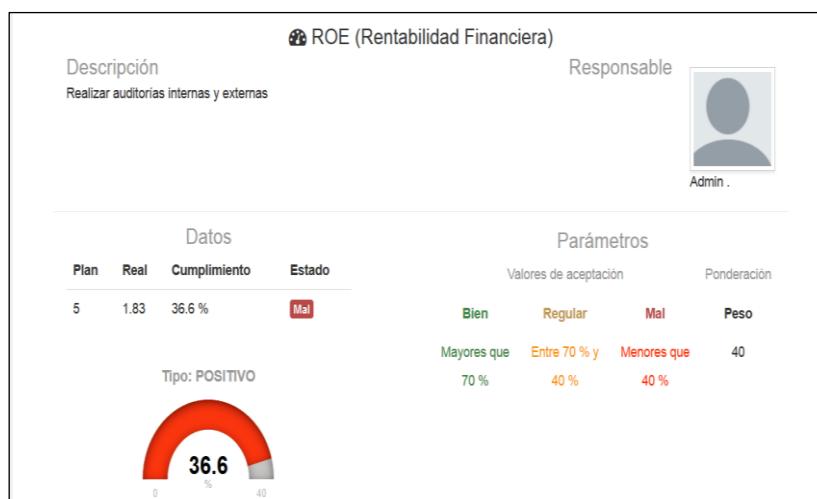 ROE (Rentabilidad Financiera)
Descripción
Realizar auditorías internas y externas
Responsable
Admin .
Datos
Plan Real Cumplimiento Estado
5 1.83 36.6 % Mal
Tipo: POSITIVO
36.6
%
0 40
Parámetros
Valores de aceptación Ponderación
Bien Regular Mal Peso
Mayores que Entre 70 % y Menores que 40
70 % 40 % 40 %